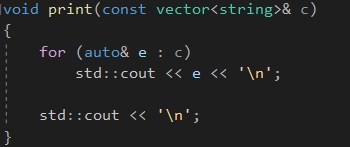 void print(const vector<string>& c)
{
    for (auto& e : c)
        std::cout << e << '\n';

    std::cout << '\n';
}